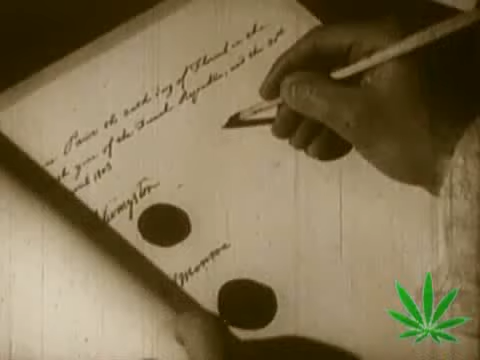 Paris the tenth day of Floreal in the
year of the French Republic; and the 30th
1803
Livingston
Monroe